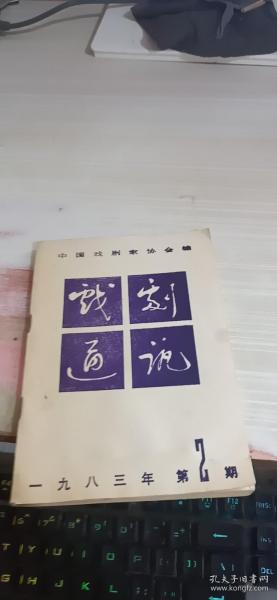 中国戏剧家协会编
戏剧
通讯
一九八三年第2期
孔夫子旧书网